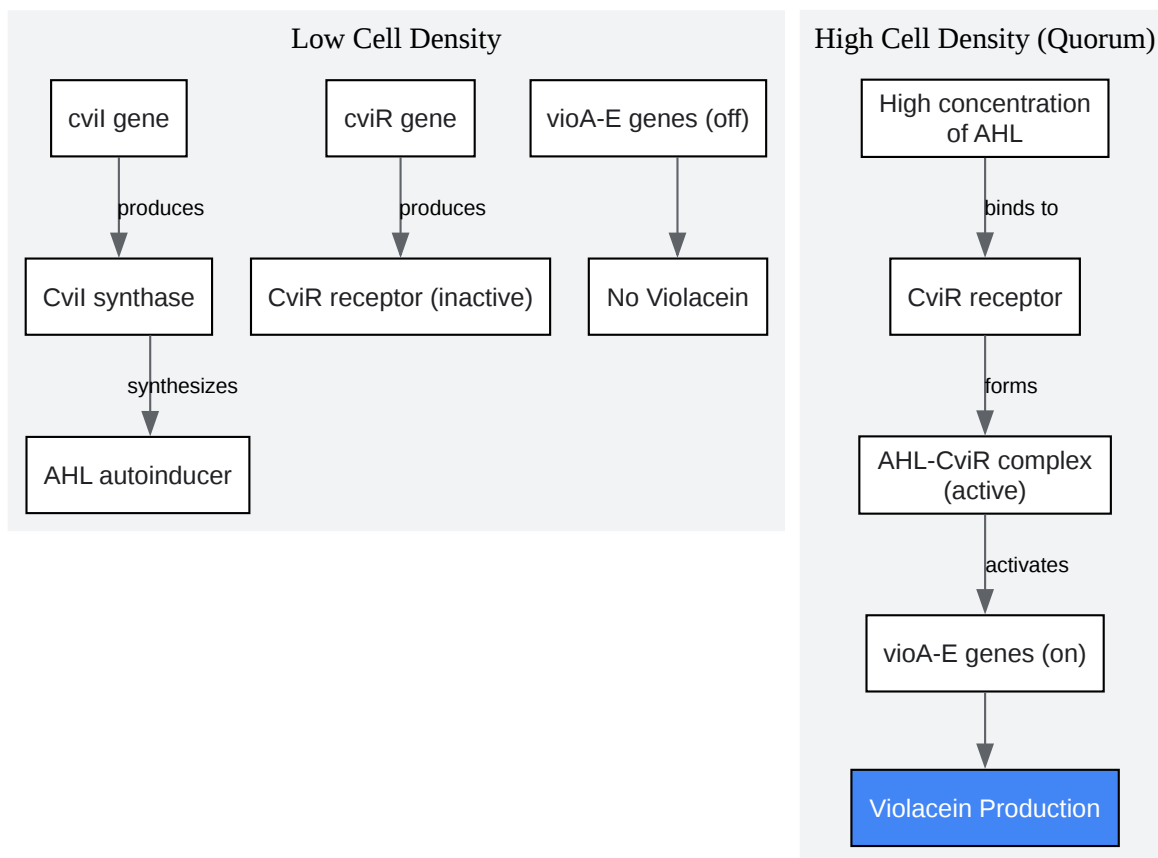 Low Cell Density
cviI gene
cviR gene
vioA-E genes (off)
produces
produces
CviI synthase
CviR receptor (inactive)
No Violacein
synthesizes
AHL autoinducer
High Cell Density (Quorum)
High concentration
of AHL
binds to
CviR receptor
forms
AHL-CviR complex
(active)
activates
vioA-E genes (on)
Violacein Production